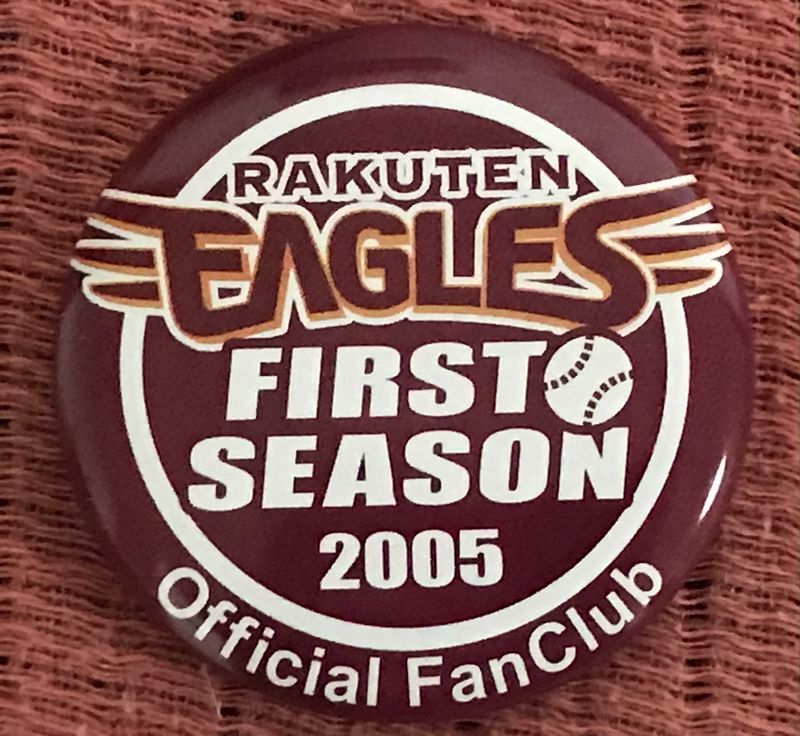 RAKUTEN
EAGLES
FIRST
SEASON
2005
Official FanClub